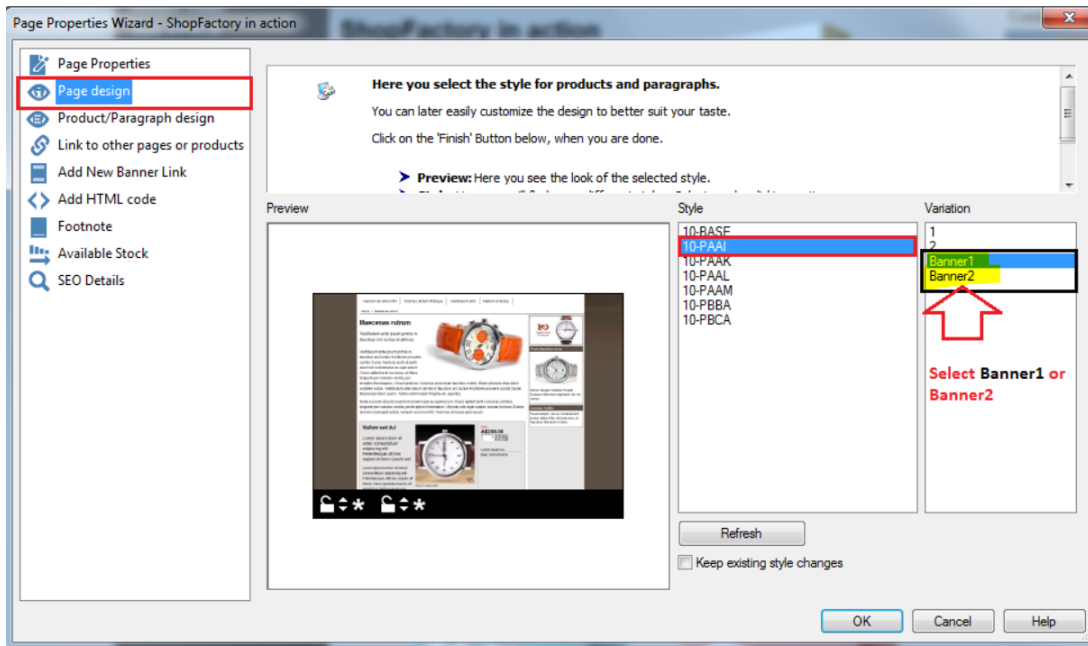 Page Properties Wizard - ShopFactory in action
Page Properties
Page design
Product/Paragraph design
Link to other pages or products
Add New Banner Link
Add HTML code
Footnote
Available Stock
SEO Details
Here you select the style for products and paragraphs.
You can later easily customize the design to better suit your taste.
Click on the 'Finish' Button below, when you are done.
Preview: Here you see the look of the selected style.
Preview
Maecenas rutrum
Nullam sed dui
Style
10-BASE
10-PAAI
10-PAAK
10-PAAL
10-PAAM
10-PBBA
10-PBCA
Refresh
Keep existing style changes
Variation
1
2
Banner1
Banner2
Select Banner1 or
Banner2
OK
Cancel
Help